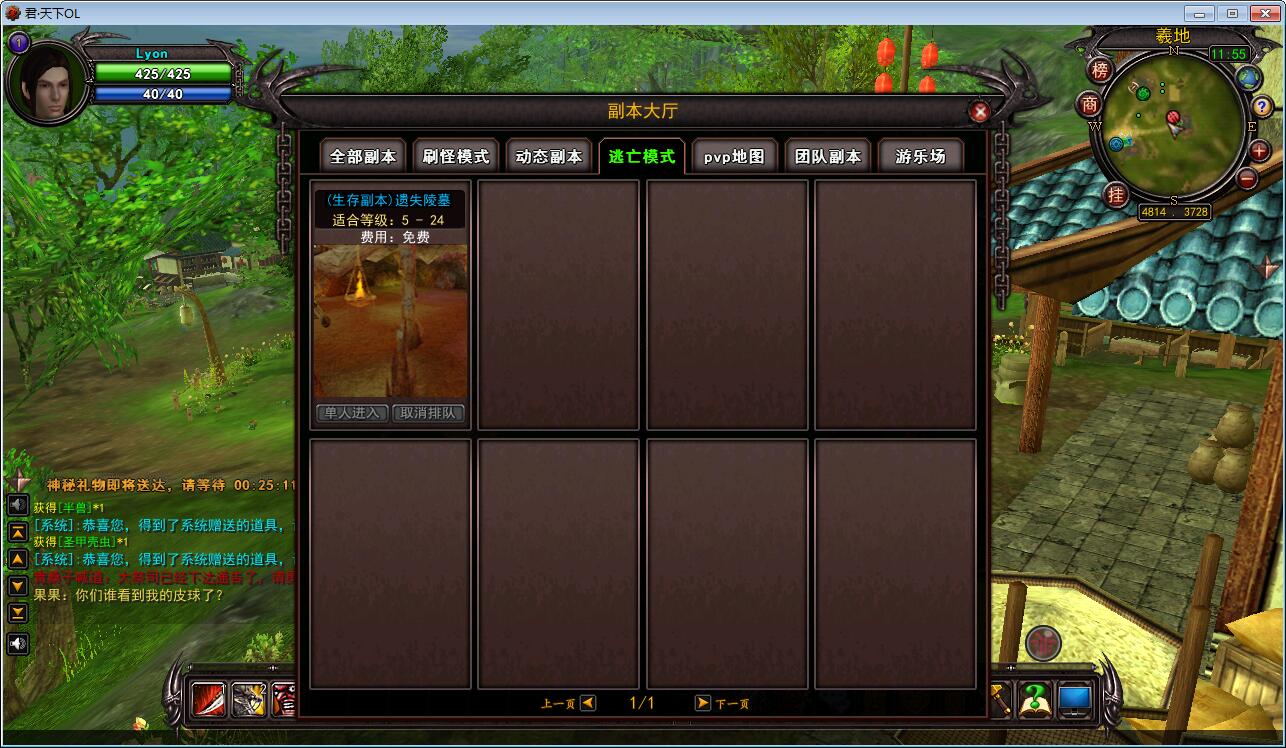 君·天下OL
1
Lyon
425/425
40/40
羲地
N
11:55
榜
商
W
E
?
挂
S
4814 . 3728
副本大厅
全部副本
刷怪模式
动态副本
逃亡模式
pvp地图
团队副本
游乐场
(生存副本)遗失陵墓
适合等级：5 - 24
费用：免费
单人进入
取消排队
神秘礼物即将送达，请等待 00:25:11
获得[半兽]*1
[系统]:恭喜您，得到了系统赠送的道具，
获得[圣甲壳虫]*1
[系统]:恭喜您，得到了系统赠送的道具，
果果：你们谁看到我的皮球了？
2
上一页
1/1
下一页
?